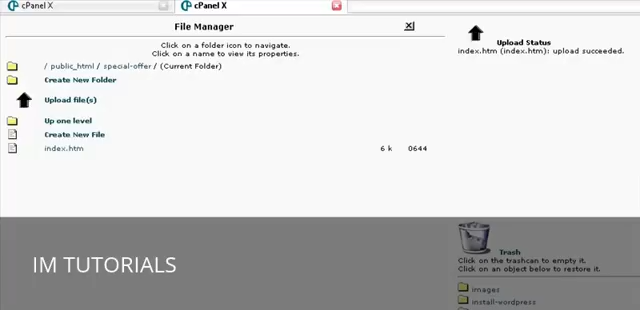 cPanel X
cPanel X
File Manager
Click on a folder icon to navigate.
Click on a name to view its properties.
/ public_html / special-offer / (Current Folder)
Create New Folder
Upload file(s)
Up one level
Create New File
index.htm 6 k 0644
Upload Status
index.htm (index.htm): upload succeeded.
IM TUTORIALS
Trash
Click on the trashcan to empty it.
Click on an object below to restore it.
images
install-wordpress